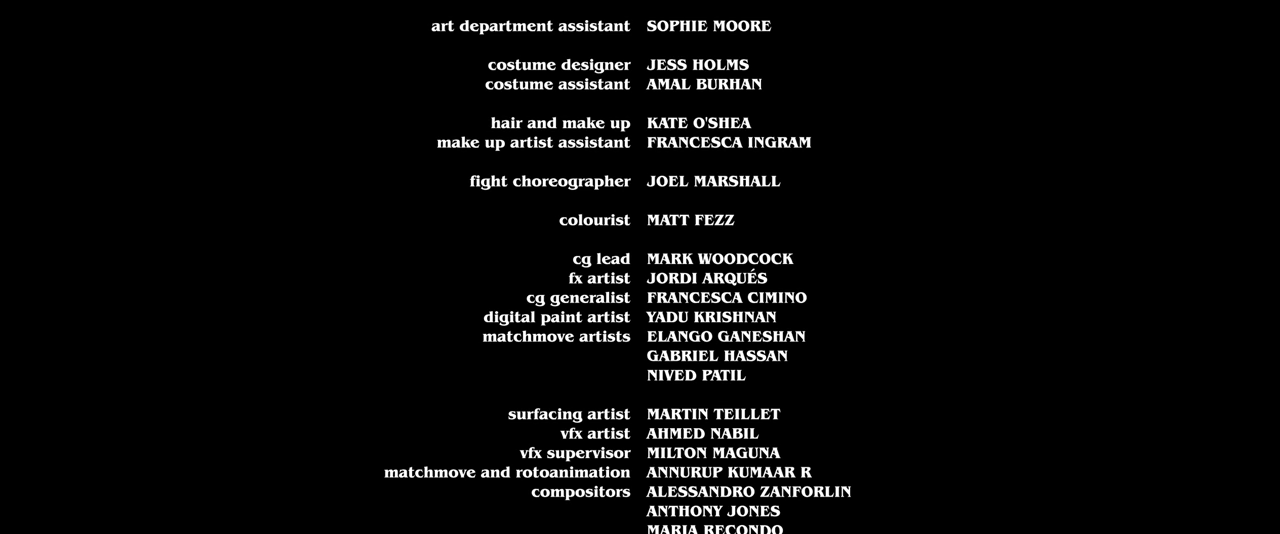 art department assistant SOPHIE MOORE
costume designer JESS HOLMS
costume assistant AMAL BURHAN
hair and make up KATE O'SHEA
make up artist assistant FRANCESCA INGRAM
fight choreographer JOEL MARSHALL
colourist MATT FEZZ
cg lead MARK WOODCOCK
fx artist JORDI ARQUÉS
cg generalist FRANCESCA CIMINO
digital paint artist YADU KRISHNAN
matchmove artists ELANGO GANESHAN
GABRIEL HASSAN
NIVED PATIL
surfacing artist MARTIN TEILLET
vfx artist AHMED NABIL
vfx supervisor MILTON MAGUNA
matchmove and rotoanimation ANNURUP KUMAAR R
compositors ALESSANDRO ZANFORLIN
ANTHONY JONES
MARIA RECONDO